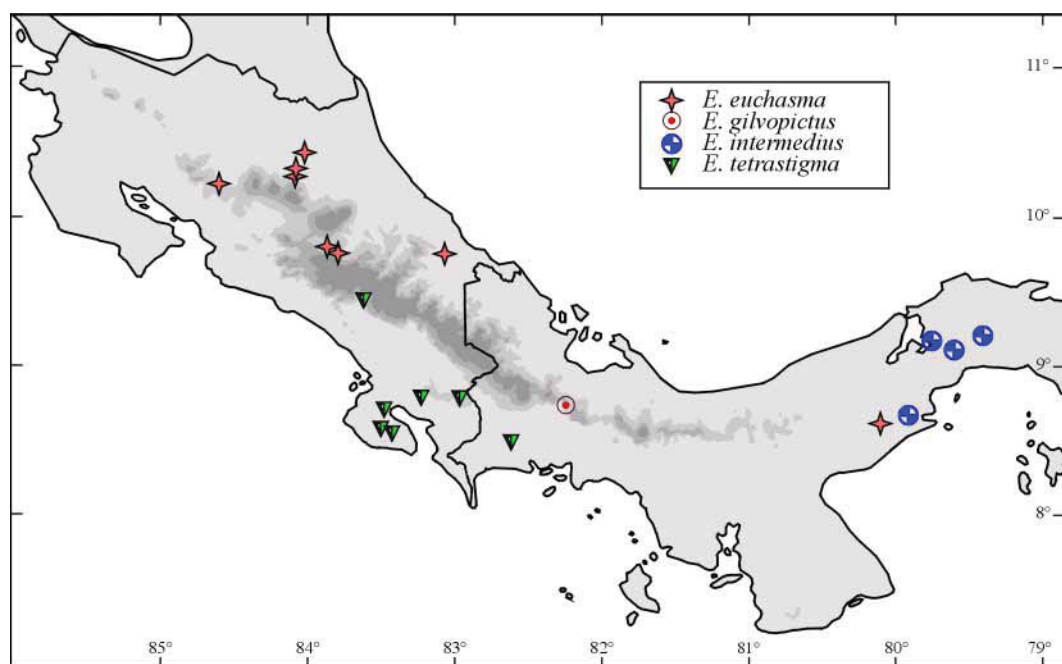 11°
E. euchasma
E. gilvopictus
E. intermedius
E. tetrastigma
10°
9°
8°
85° 84° 83° 82° 81° 80° 79°